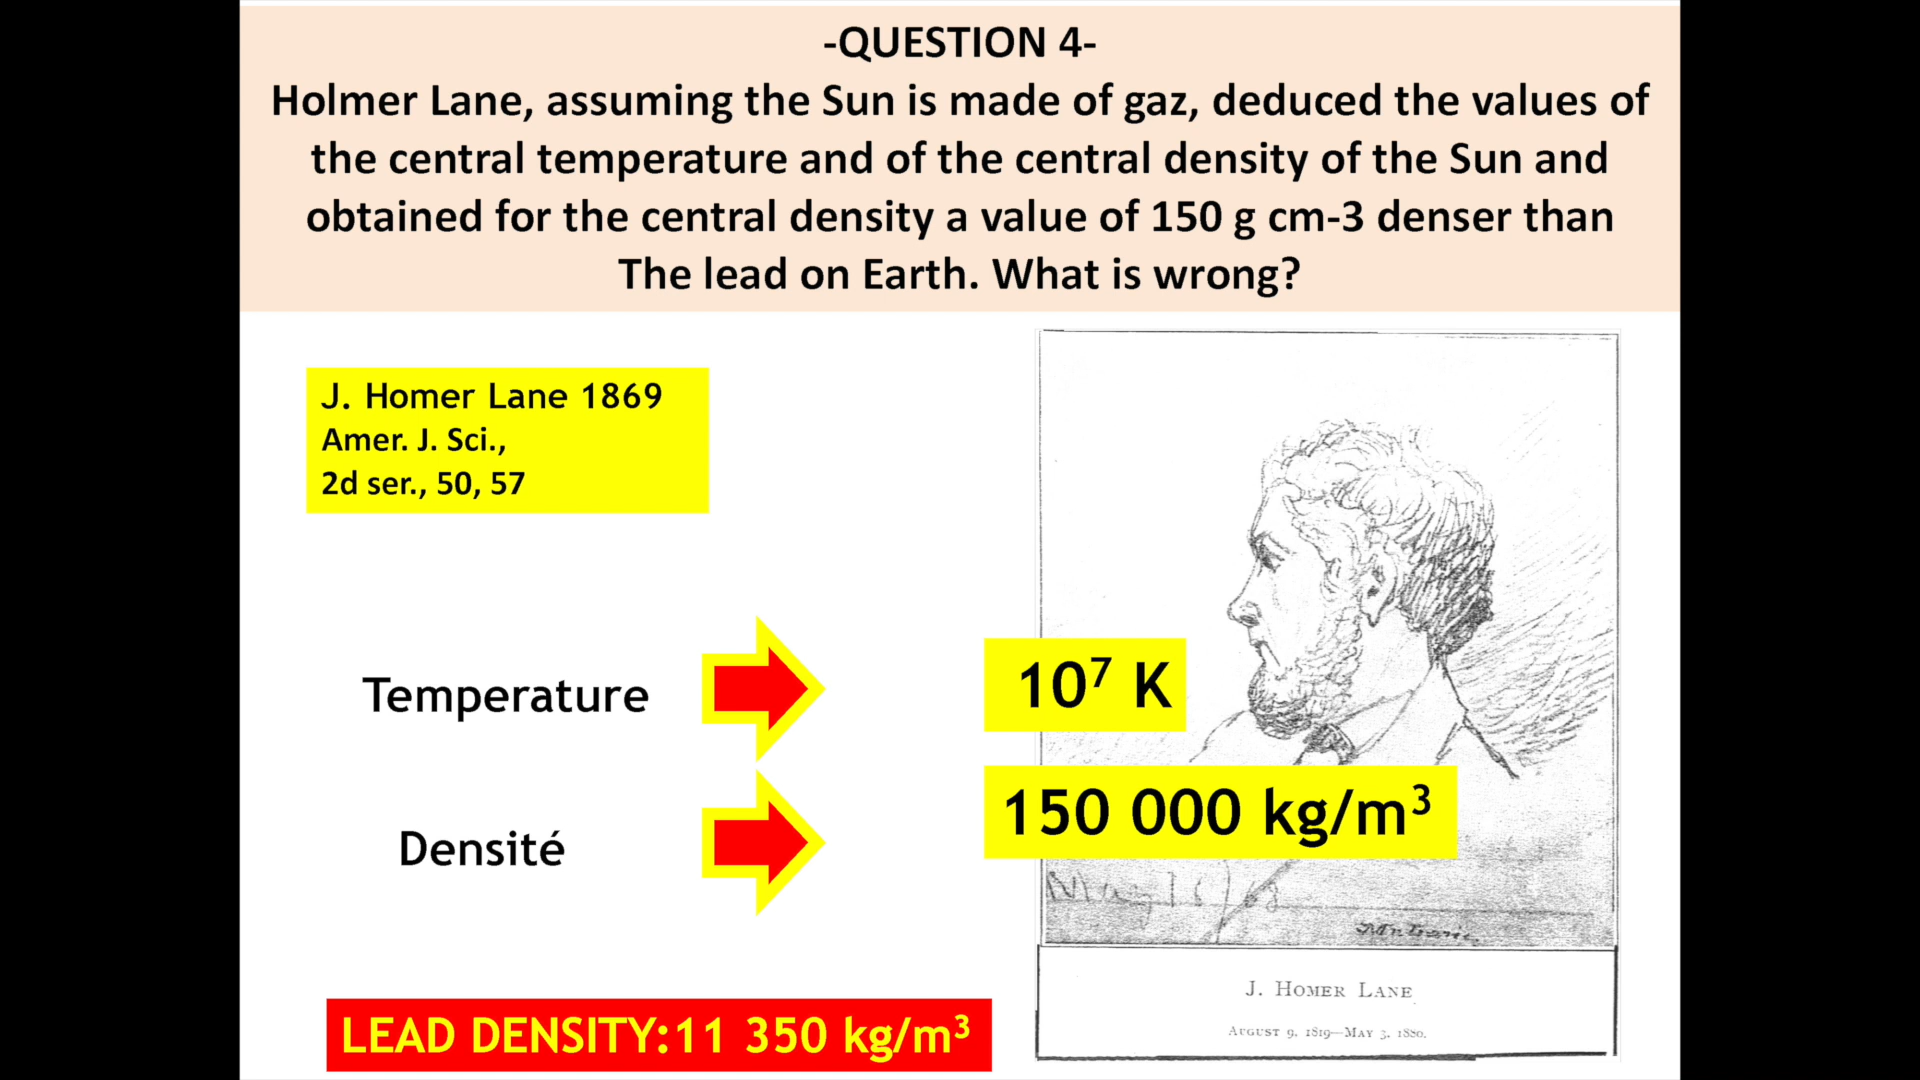 -QUESTION 4-
Holmer Lane, assuming the Sun is made of gaz, deduced the values of
the central temperature and of the central density of the Sun and
obtained for the central density a value of 150 g cm-3 denser than
The lead on Earth. What is wrong?
J. Homer Lane 1869
Amer. J. Sci.,
2d ser., 50, 57
Temperature
10⁷ K
Densité
150 000 kg/m³
J. HOMER LANE
AUGUST 9, 1819—MAY 3, 1880.
LEAD DENSITY:11 350 kg/m³